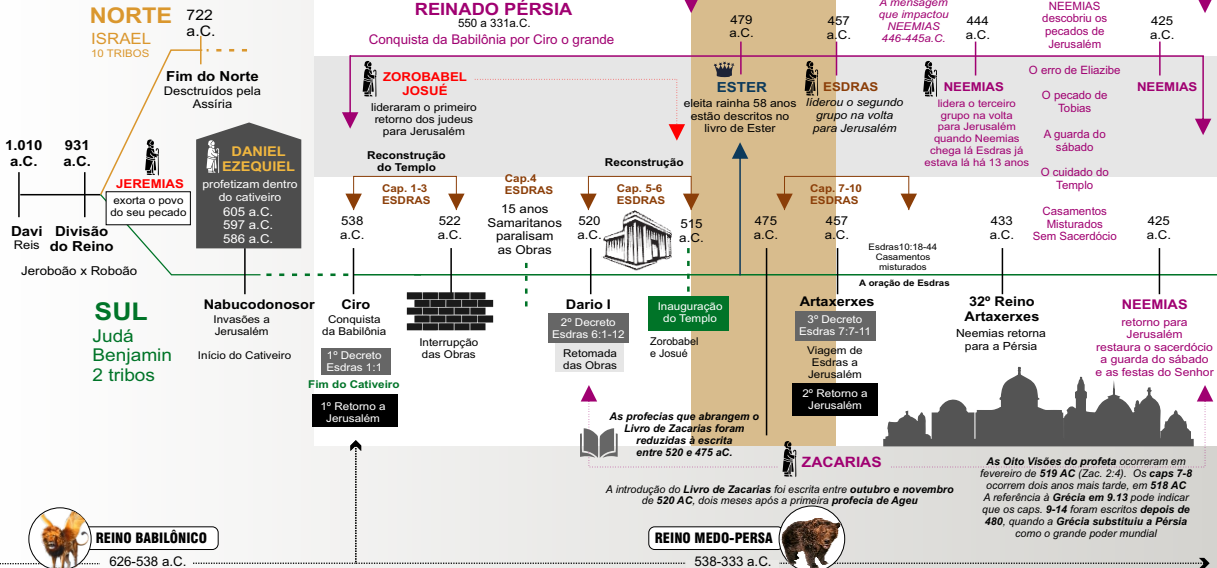 NORTE
ISRAEL
10 TRIBOS
722
a.C.
Fim do Norte
Desctruídos pela
Assíria
REINADO PÉRSIA
550 a 331a.C.
Conquista da Babilônia por Ciro o grande
479
a.C.
457
a.C.
A mensagem
que impactou
NEEMIAS
446-445a.C.
444
a.C.
NEEMIAS
descobriu os
pecados de
Jerusalém
425
a.C.
ZOROBABEL
JOSUÉ
lideraram o primeiro
retorno dos judeus
para Jerusalém
ESTER
eleita rainha 58 anos
estão descritos no
livro de Ester
ESDRAS
liderou o segundo
grupo na volta
para Jerusalém
NEEMIAS
lidera o terceiro
grupo na volta
para Jerusalém
quando Neemias
chega lá Esdras já
estava lá há 13 anos
O erro de Eliazibe
O pecado de
Tobias
A guarda do
sábado
O cuidado do
Templo
Casamentos
Misturados
Sem Sacerdócio
NEEMIAS
1.010
a.C.
931
a.C.
JEREMIAS
exorta o povo
do seu pecado
DANIEL
EZEQUIEL
profetizam dentro
do cativeiro
605 a.C.
597 a.C.
586 a.C.
Davi
Reis
Divisão
do Reino
Jeroboão x Roboão
Reconstrução
do Templo
Cap. 1-3
ESDRAS
Cap.4
ESDRAS
15 anos
Samaritanos
paralisam
as Obras
Reconstrução
Cap. 5-6
ESDRAS
Cap. 7-10
ESDRAS
538
a.C.
522
a.C.
520
a.C.
515
a.C.
475
a.C.
457
a.C.
433
a.C.
425
a.C.
Esdras10:18-44
Casamentos
misturados
A oração de Esdras
SUL
Judá
Benjamin
2 tribos
Nabucodonosor
Invasões a
Jerusalém
Início do Cativeiro
Ciro
Conquista
da Babilônia
1º Decreto
Esdras 1:1
Fim do Cativeiro
1º Retorno a
Jerusalém
Interrupção
das Obras
Dario I
2º Decreto
Esdras 6:1-12
Retomada
das Obras
Inauguração
do Templo
Zorobabel
e Josué
Artaxerxes
3º Decreto
Esdras 7:7-11
Viagem de
Esdras a
Jerusalém
2º Retorno a
Jerusalém
32º Reino
Artaxerxes
Neemias retorna
para a Pérsia
NEEMIAS
retorno para
Jerusalém
restaura o sacerdócio
a guarda do sábado
e as festas do Senhor
As profecias que abrangem o
Livro de Zacarias foram
reduzidas à escrita
entre 520 e 475 aC.
ZACARIAS
A introdução do Livro de Zacarias foi escrita entre outubro e novembro
de 520 AC, dois meses após a primeira profecia de Ageu
As Oito Visões do profeta ocorreram em
fevereiro de 519 AC (Zac. 2:4). Os caps 7-8
ocorrem dois anos mais tarde, em 518 AC
A referência à Grécia em 9.13 pode indicar
que os caps. 9-14 foram escritos depois de
480, quando a Grécia substituiu a Pérsia
como o grande poder mundial
REINO BABILÔNICO
626-538 a.C.
REINO MEDO-PERSA
538-333 a.C.